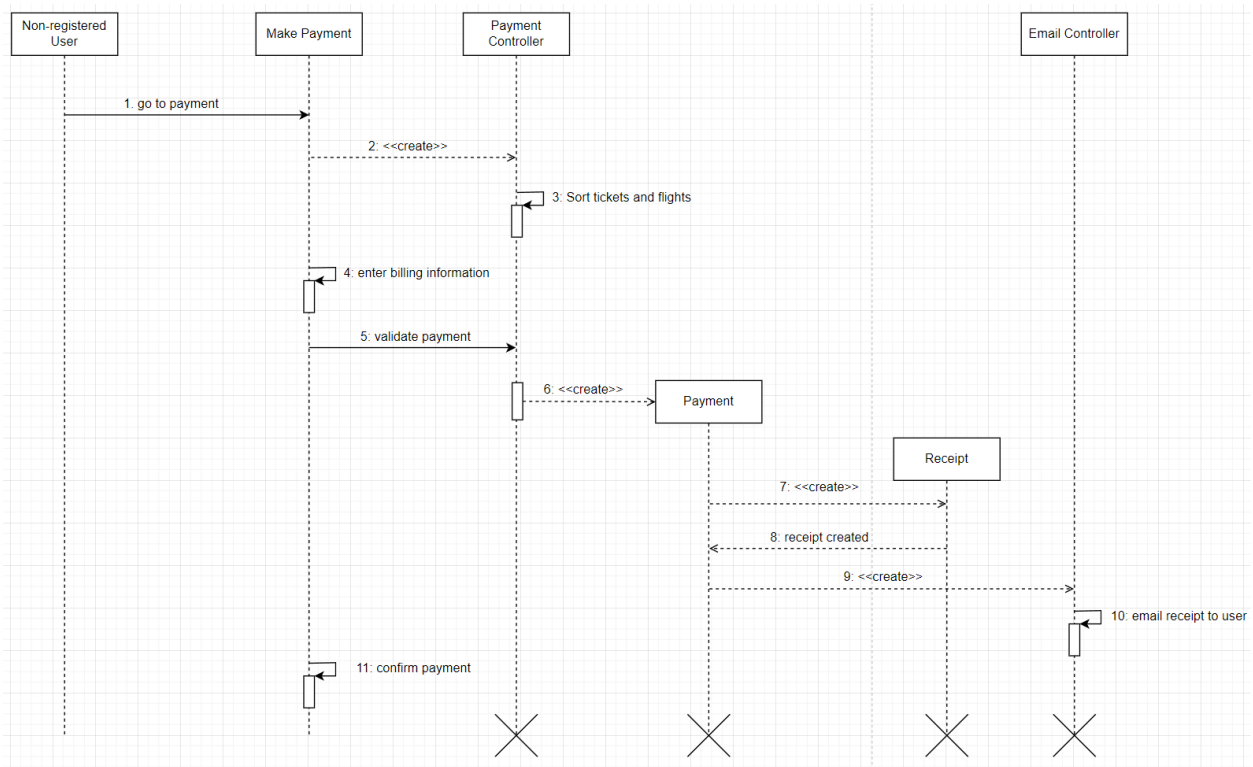 Non-registered
User
Make Payment
Payment
Controller
Email Controller
1. go to payment
2: <<create>>
3: Sort tickets and flights
4: enter billing information
5: validate payment
6: <<create>>
Payment
Receipt
7: <<create>>
8: receipt created
9: <<create>>
10: email receipt to user
11: confirm payment